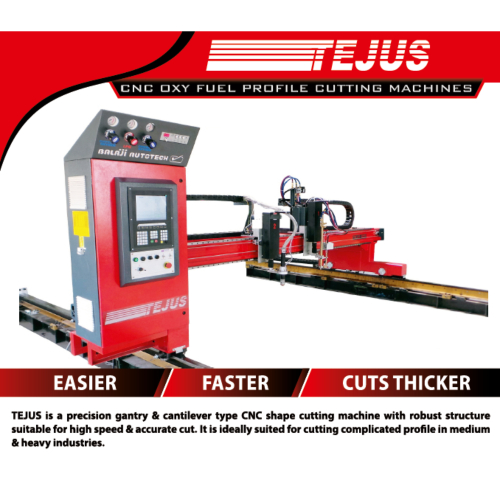 TEJUS
CNC OXY FUEL PROFILE CUTTING MACHINES
BALAJI AUTOTECH
TEJUS
EASIER
FASTER
CUTS THICKER
TEJUS is a precision gantry & cantilever type CNC shape cutting machine with robust structure
suitable for high speed & accurate cut. It is ideally suited for cutting complicated profile in medium
& heavy industries.